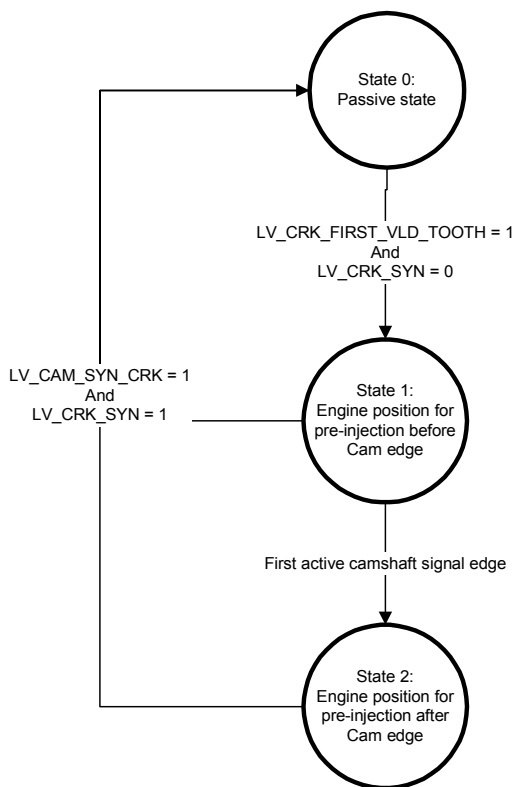 State 0:
Passive state
LV_CRK_FIRST_VLD_TOOTH = 1
And
LV_CRK_SYN = 0
LV_CAM_SYN_CRK = 1
And
LV_CRK_SYN = 1
State 1:
Engine position for
pre-injection before
Cam edge
First active camshaft signal edge
State 2:
Engine position for
pre-injection after
Cam edge